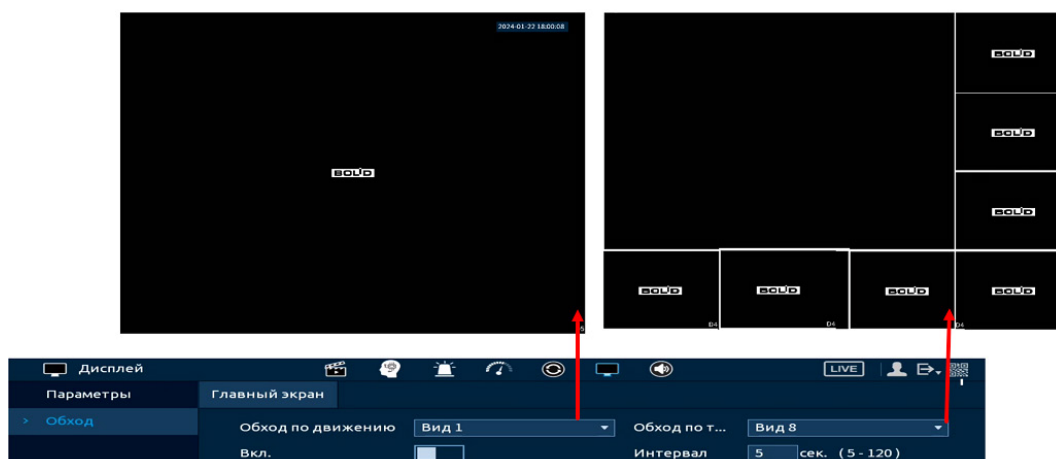 2024-01-22 18:00:08
BOLID
BOLID
BOLID
BOLID
BOLID
BOLID
BOLID
BOLID
D4
D4
D4
Дисплей
LIVE
Параметры
Главный экран
> Обход
Обход по движению
Вид 1
Обход по т...
Вид 8
Вкл.
Интервал
5
сек. (5-120)